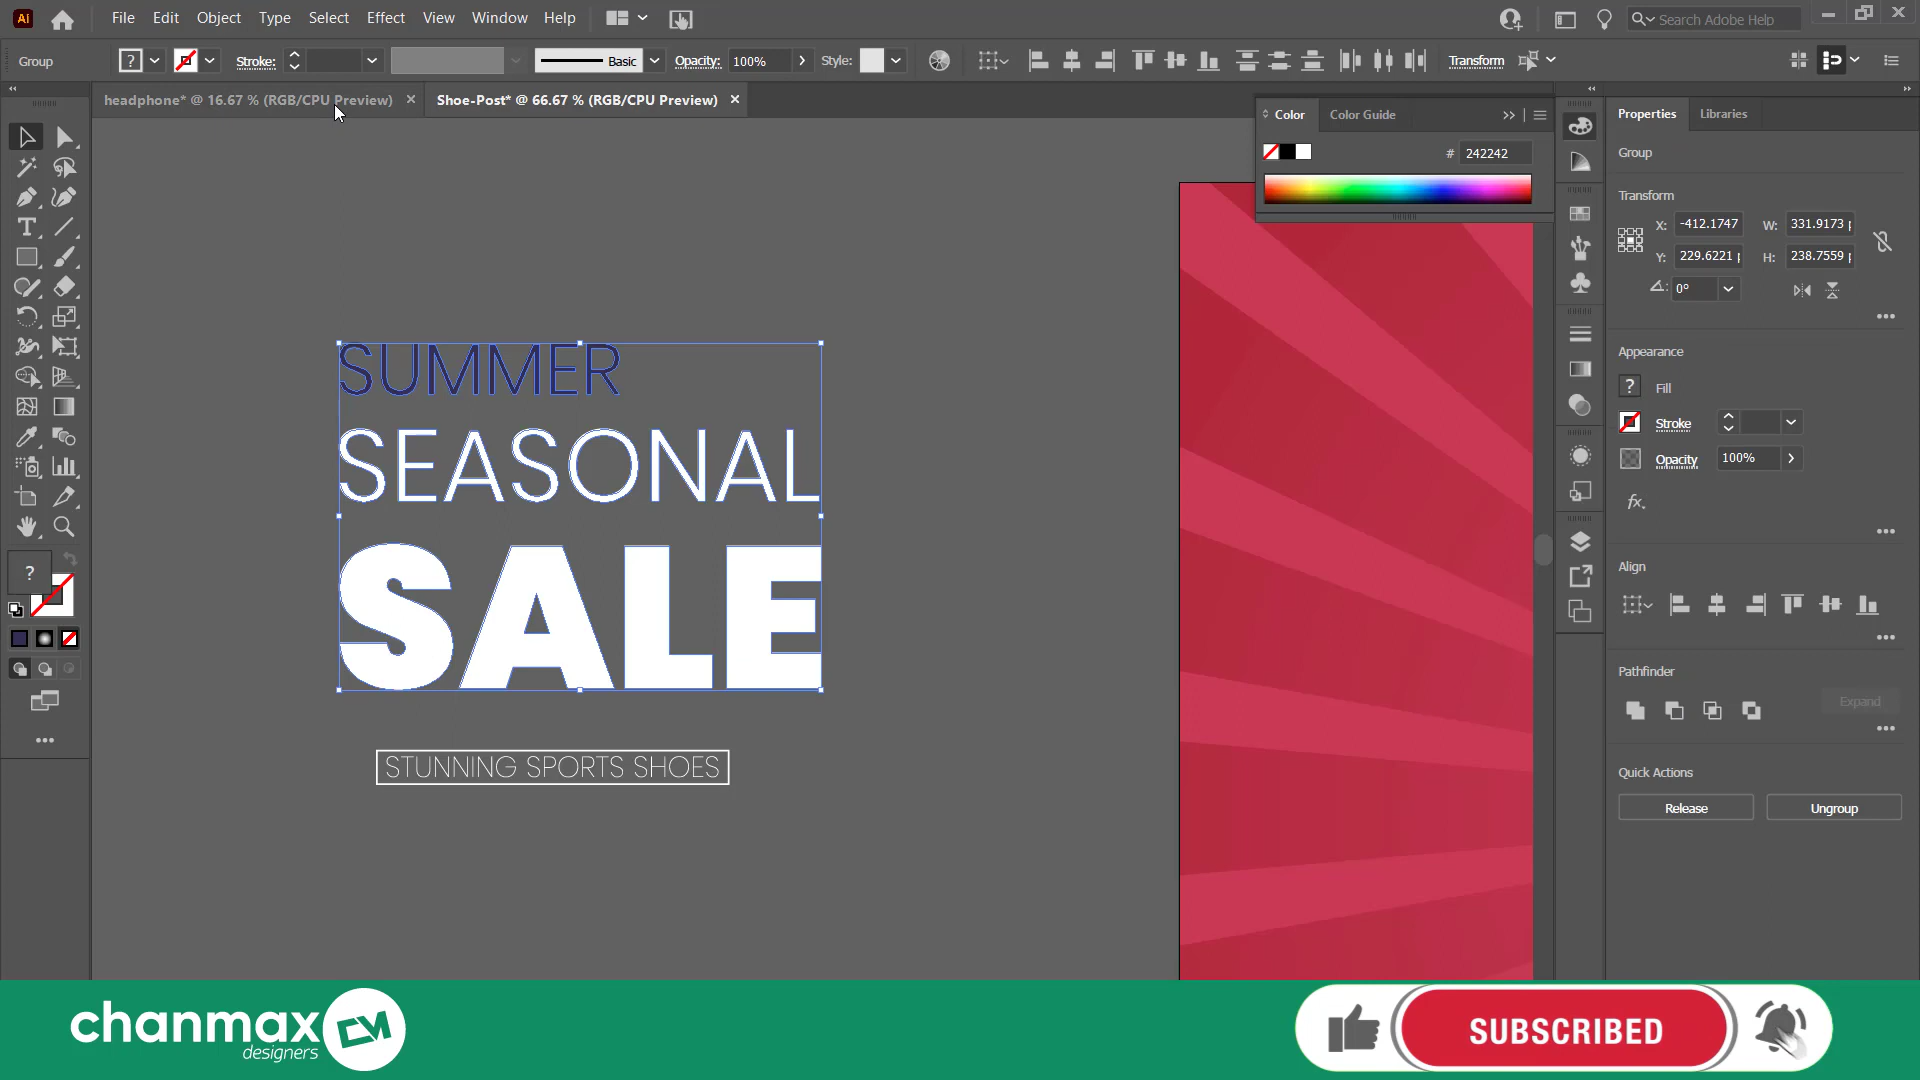 Ai File Edit Object Type Select Effect View Window Help Search Adobe Help
Group ? Stroke: Basic Opacity: 100% Style: Transform
headphone* @ 16.67 % (RGB/CPU Preview) Shoe-Post* @ 66.67 % (RGB/CPU Preview)
Color Color Guide
# 242242
Properties Libraries
Group
Transform
X: -412.1747 W: 331.9173
Y: 229.6221 H: 238.7559
0°
Appearance
? Fill
Stroke
Opacity 100%
fx
Align
Pathfinder
Expand
Quick Actions
Release Ungroup
?
SUMMER
SEASONAL
SALE
STUNNING SPORTS SHOES
chanmax
designers
CM
SUBSCRIBED